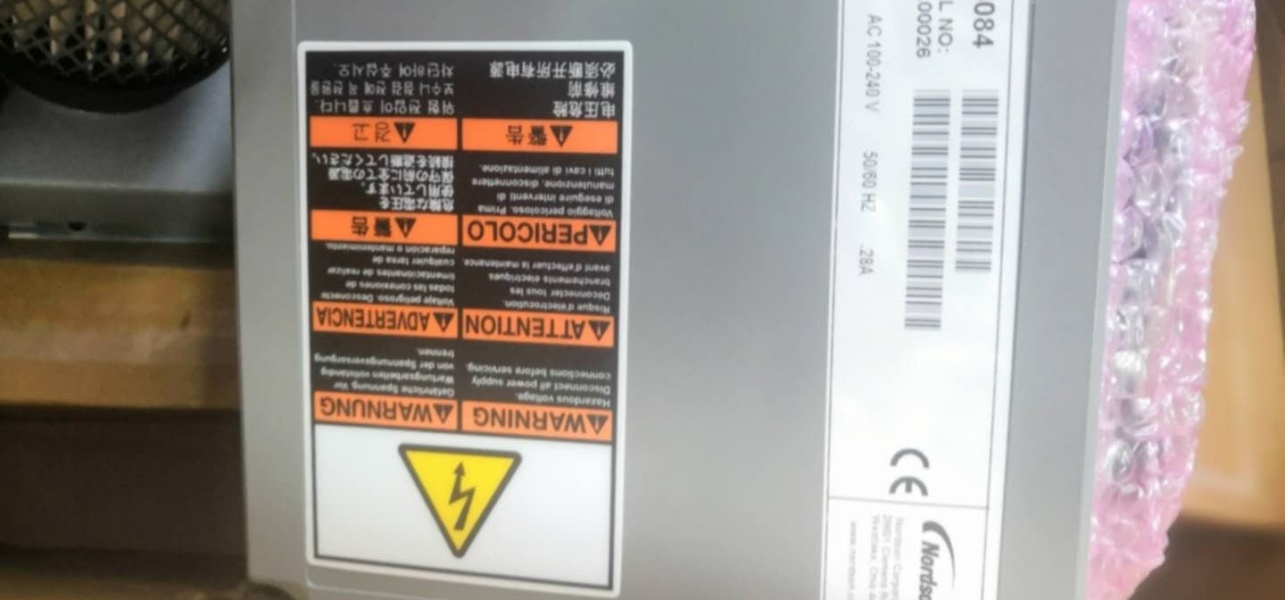 WARNING
Hazardous voltage.
Disconnect all power supply
connections before servicing.
WARNUNG
Gefährliche Spannung. Vor
Wartungsarbeiten vollständig
von der Spannungsversorgung
trennen.
ATTENTION
Risque d'électrocution.
Déconnecter tous les
branchements électriques
avant d'effectuer la maintenance.
ADVERTENCIA
Voltaje peligroso. Desconecte
todas las conexiones de
alimentación antes de realizar
cualquier tarea de
reparación o mantenimiento.
PERICOLO
Voltaggio pericoloso. Prima
di eseguire interventi di
manutenzione, disconnettere
tutti i cavi di alimentazione.
警告
危険な電圧を
使用しています。
保守の前に全ての電源
接続を遮断してください。
警告
电压危险
维修前
必须断开所有电源
경고
위험 전압이 흐릅니다.
보수나 점검 전에 꼭 전원을
차단하여 주십시오.
084
L NO:
00026
AC 100-240 V
50/60 HZ
.28A
CE
Nordso
Nordson Corpor
Westlake, Ohio 44
www.nordson.c